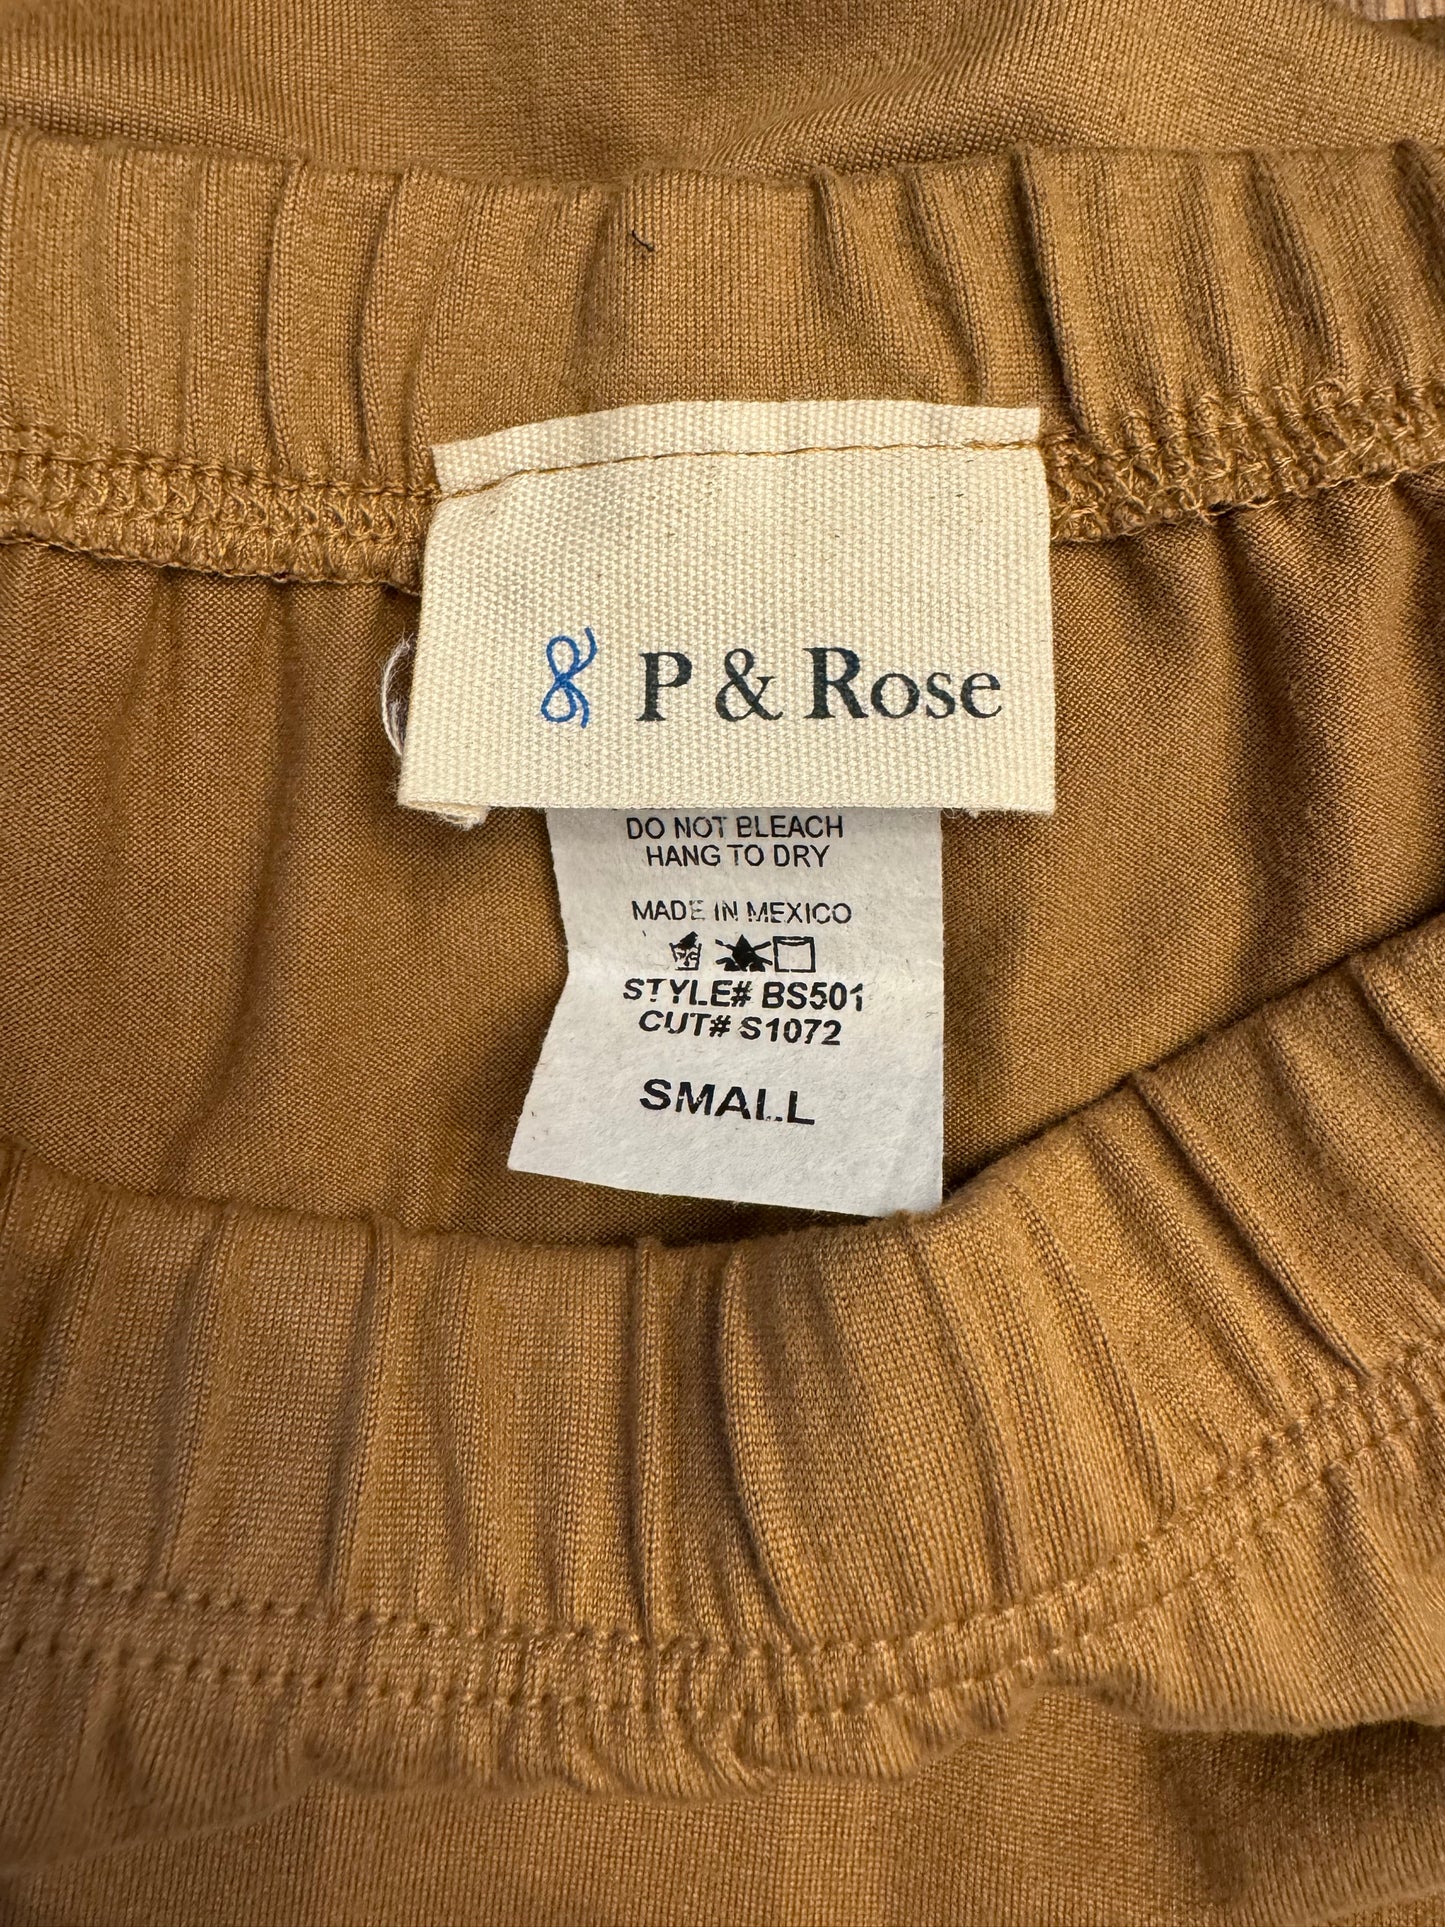 P & Rose
DO NOT BLEACH
HANG TO DRY
MADE IN MEXICO
STYLE# BS501
CUT# S1072
SMALL